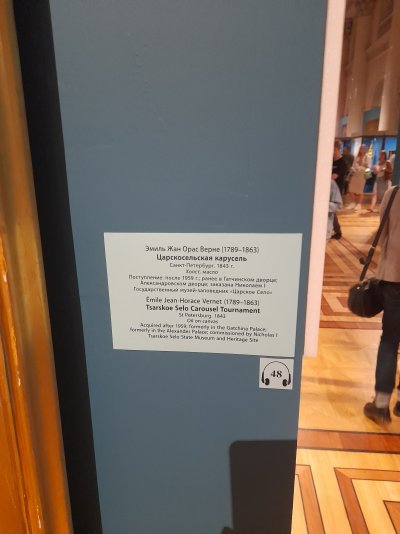 Эмиль Жан Орас Верне (1789–1863)
Царскосельская карусель
Санкт-Петербург. 1843 г.
Холст, масло
Поступление: после 1959 г.; ранее в Гатчинском дворце;
Александровском дворце; заказана Николаем I
Государственный музей-заповедник «Царское Село»
Émile Jean-Horace Vernet (1789–1863)
Tsarskoe Selo Carousel Tournament
St Petersburg. 1843
Oil on canvas
Acquired after 1959; formerly in the Gatchina Palace;
formerly in the Alexander Palace; commissioned by Nicholas I
Tsarskoe Selo State Museum and Heritage Site
48